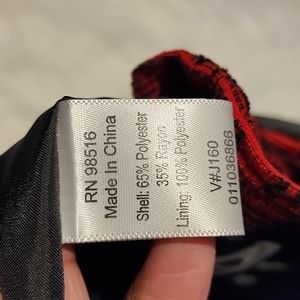 RN 98516
Made In China
Shell: 65% Polyester
35% Rayon
Lining: 100% Polyester
V#J160
011036866